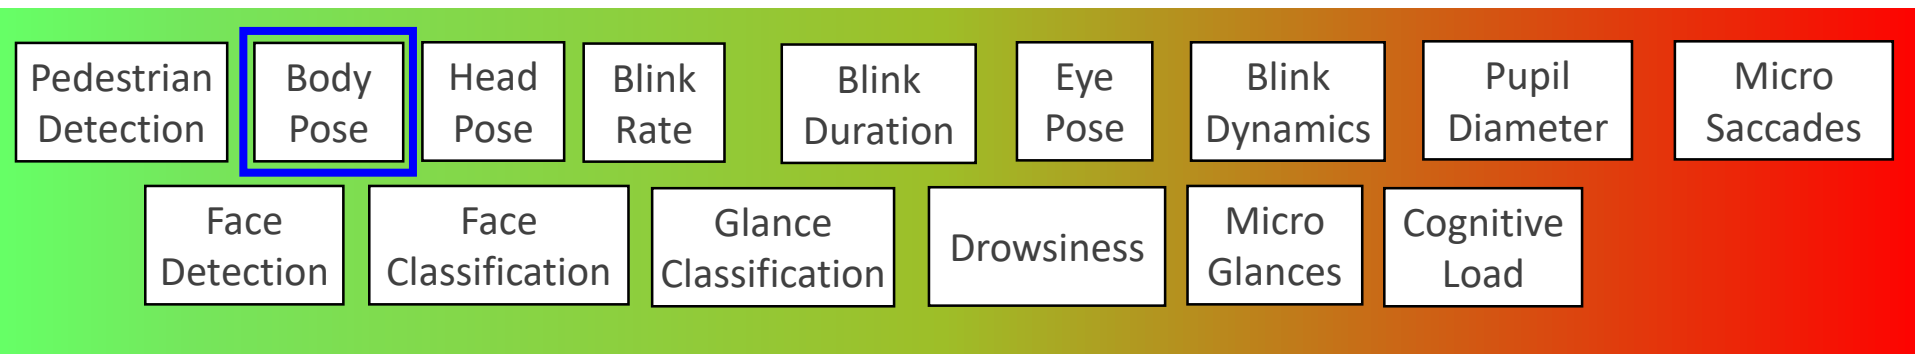 Pedestrian
Detection
Body
Pose
Head
Pose
Blink
Rate
Blink
Duration
Eye
Pose
Blink
Dynamics
Pupil
Diameter
Micro
Saccades
Face
Detection
Face
Classification
Glance
Classification
Drowsiness
Micro
Glances
Cognitive
Load